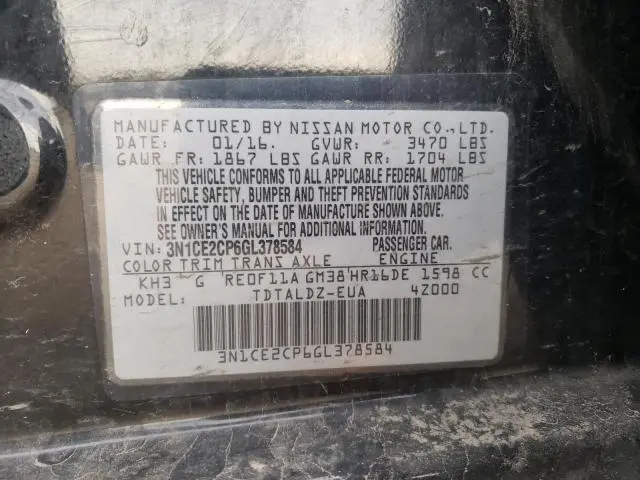 MANUFACTURED BY NISSAN MOTOR CO.,LTD.
DATE: 01/16. GVWR: 3470 LBS
GAWR FR: 1867 LBS GAWR RR: 1704 LBS
THIS VEHICLE CONFORMS TO ALL APPLICABLE FEDERAL MOTOR
VEHICLE SAFETY, BUMPER AND THEFT PREVENTION STANDARDS
IN EFFECT ON THE DATE OF MANUFACTURE SHOWN ABOVE.
SEE OWNER'S MANUAL FOR ADDITIONAL INFORMATION.
VIN: 3N1CE2CP6GL378584 PASSENGER CAR.
COLOR TRIM TRANS AXLE ENGINE
KH3 G RE0F11A GM38 HR16DE 1598 CC
MODEL: TDTALDZ-EUA 4Z000
3N1CE2CP6GL378584